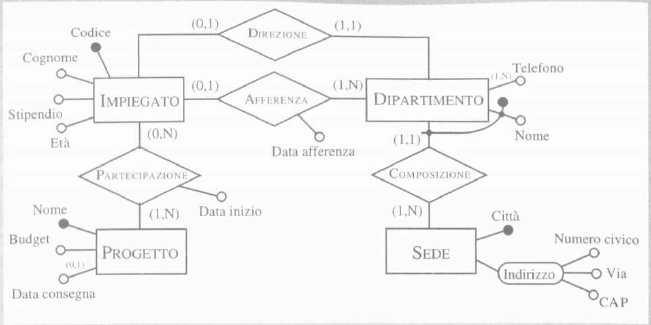 Codice
(0,1)
DIREZIONE
(1,1)
Cognome
Telefono
(1,N)
IMPIEGATO
(0,1)
AFFERENZA
(1,N)
DIPARTIMENTO
Stipendio
Età
(0,N)
Data afferenza
(1,1)
Nome
PARTECIPAZIONE
COMPOSIZIONE
Nome
(1,N)
Data inizio
(1,N)
Città
Budget
PROGETTO
SEDE
Numero civico
(0,1)
Indirizzo
Via
Data consegna
CAP